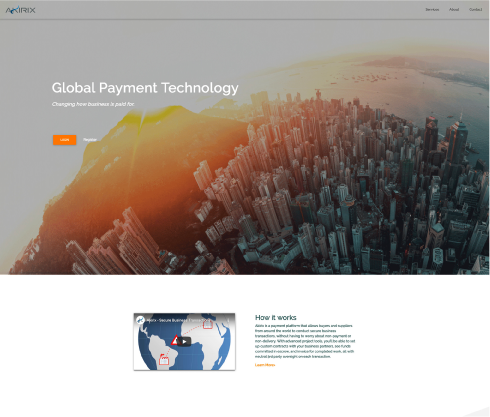 AXIRIX
Services
About
Contact
Global Payment Technology
Changing how business is paid for.
Login
Register
How it works
Axirix - Secure Business Transactions
Axirix is a payment platform that allows buyers and suppliers
from around the world to conduct secure business
transactions, without having to worry about non-payment or
non-delivery. With advanced project tools, you'll be able to set
up custom contracts with your business partners, see funds
committed in escrow, and invoice for completed work, all with
neutral third party oversight on each transaction.
Learn More